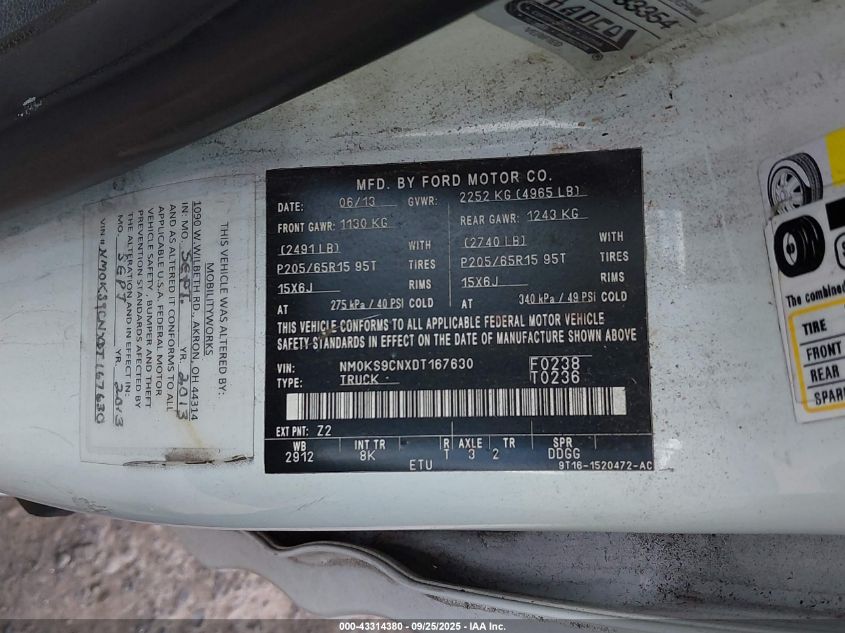 83354
MFD. BY FORD MOTOR CO.
DATE: 06/13 GVWR: 2252 KG (4965 LB)
FRONT GAWR: 1130 KG REAR GAWR: 1243 KG
(2491 LB) WITH (2740 LB) WITH
P205/65R15 95T TIRES P205/65R15 95T TIRES
15X6J RIMS 15X6J RIMS
AT 275 kPa / 40 PSI COLD AT 340 kPa / 49 PSI COLD
THIS VEHICLE CONFORMS TO ALL APPLICABLE FEDERAL MOTOR VEHICLE
SAFETY STANDARDS IN EFFECT ON THE DATE OF MANUFACTURE SHOWN ABOVE
VIN: NM0KS9CNXDT167630 F0238
TYPE: TRUCK T0236
EXT PNT: Z2
WB INT TR R AXLE TR SPR
2912 8K T 3 2 DDGG
ETU 9T16-1520472-AC
THIS VEHICLE WAS ALTERED BY:
MOBILITYWORKS
1090 W. WILBETH RD., AKRON, OH 44314
IN: MO. SEPT. YR. 2013
AND AS ALTERED IT CONFORMS TO ALL
APPLICABLE U.S.A. FEDERAL MOTOR
VEHICLE SAFETY, BUMPER AND THEFT
PREVENTION STANDARDS AFFECTED BY
THE ALTERATION AND IN EFFECT IN:
MO. SEPT YR. 2013
VIN # NM0KS9CNXDT167630
The combined
TIRE
FRONT
REAR
SPARE
000-43314380 - 09/25/2025 - IAA Inc.